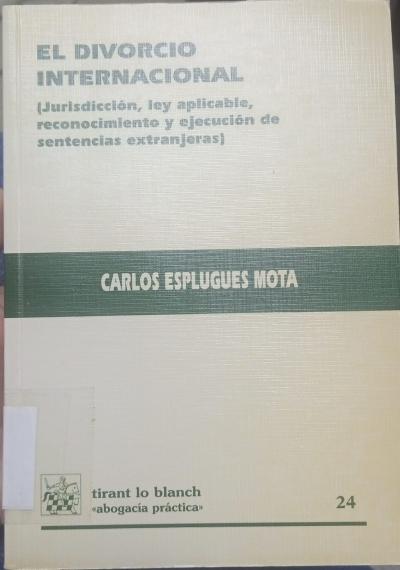 EL DIVORCIO
INTERNACIONAL
(Jurisdicción, ley aplicable,
reconocimiento y ejecución de
sentencias extranjeras)
CARLOS ESPLUGUES MOTA
tirant lo blanch
«abogacía práctica»
24